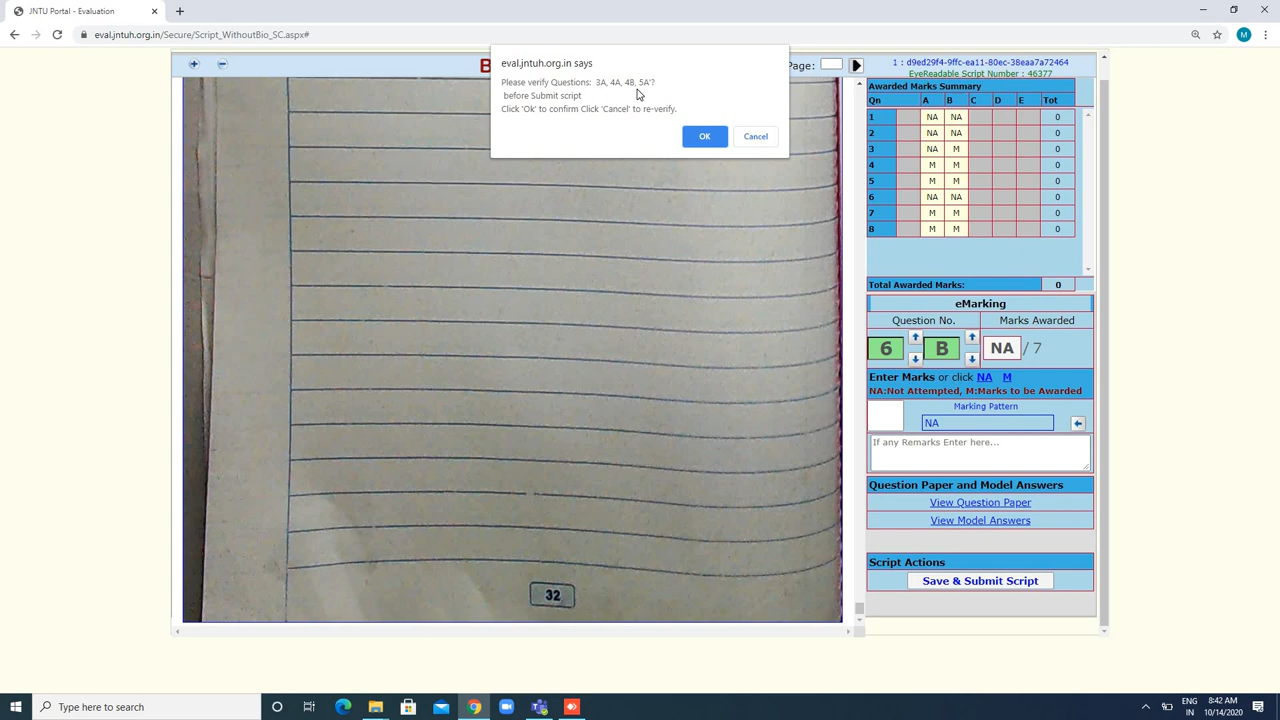 JNTU Portal - Evaluation
eval.jntuh.org.in/Secure/Script_WithoutBio_SC.aspx#
M
B
Page:
eval.jntuh.org.in says
Please verify Questions: 3A, 4A, 4B, 5A'?
before Submit script
Click 'Ok' to confirm Click 'Cancel' to re-verify.
OK Cancel
1 : d9ed29f4-9ffc-ea11-80ec-38eaa7a72464
EyeReadable Script Number : 46377
Awarded Marks Summary
Qn A B C D E Tot
1 NA NA 0
2 NA NA 0
3 NA M 0
4 M M 0
5 M M 0
6 NA NA 0
7 M M 0
8 M M 0
Total Awarded Marks: 0
eMarking
Question No. Marks Awarded
6 B NA / 7
Enter Marks or click NA M
NA:Not Attempted, M:Marks to be Awarded
Marking Pattern
NA
If any Remarks Enter here...
Question Paper and Model Answers
View Question Paper
View Model Answers
Script Actions
Save & Submit Script
32
Type here to search
ENG
IN
8:42 AM
10/14/2020